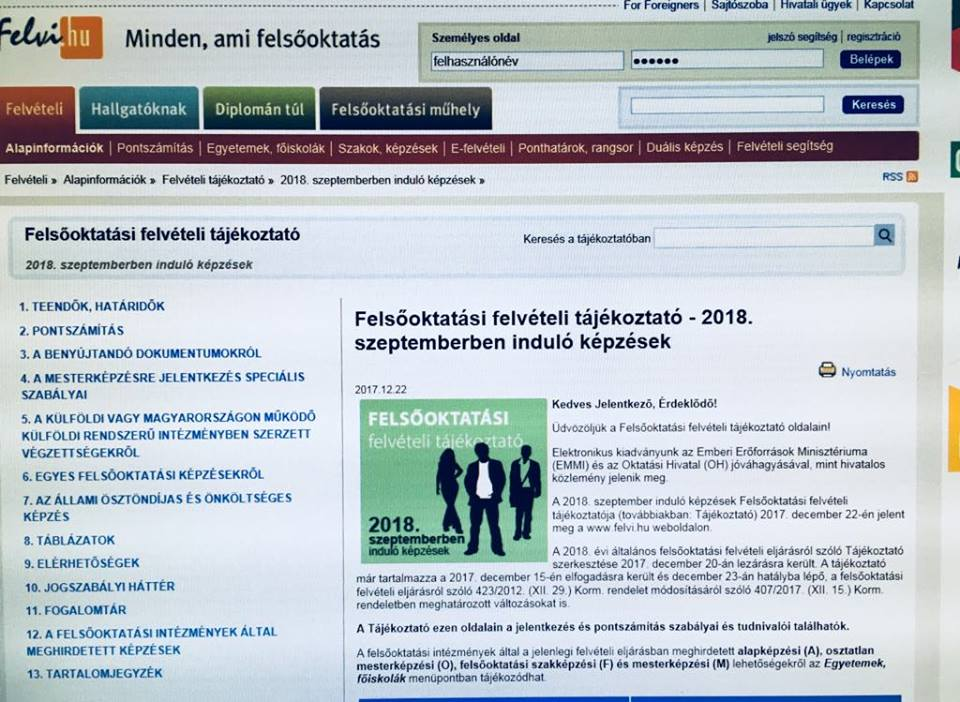 For Foreigners | Sajtószoba | Hivatali ügyek | Kapcsolat
Felvi.hu
Minden, ami felsőoktatás
Személyes oldal
jelszó segítség | regisztráció
felhasználónév
••••••
Belépek
Felvételi
Hallgatóknak
Diplomán túl
Felsőoktatási műhely
Keresés
Alapinformációk | Pontszámítás | Egyetemek, főiskolák | Szakok, képzések | E-felvételi | Ponthatárok, rangsor | Duális képzés | Felvételi segítség
Felvételi » Alapinformációk » Felvételi tájékoztató » 2018. szeptemberben induló képzések »
RSS
Felsőoktatási felvételi tájékoztató
Keresés a tájékoztatóban
2018. szeptemberben induló képzések
1. TEENDŐK, HATÁRIDŐK
2. PONTSZÁMÍTÁS
3. A BENYÚJTANDÓ DOKUMENTUMOKRÓL
4. A MESTERKÉPZÉSRE JELENTKEZÉS SPECIÁLIS
SZABÁLYAI
5. A KÜLFÖLDI VAGY MAGYARORSZÁGON MŰKÖDŐ
KÜLFÖLDI RENDSZERŰ INTÉZMÉNYBEN SZERZETT
VÉGZETTSÉGEKRŐL
6. EGYES FELSŐOKTATÁSI KÉPZÉSEKRŐL
7. AZ ÁLLAMI ÖSZTÖNDÍJAS ÉS ÖNKÖLTSÉGES
KÉPZÉS
8. TÁBLÁZATOK
9. ELÉRHETŐSÉGEK
10. JOGSZABÁLYI HÁTTÉR
11. FOGALOMTÁR
12. A FELSŐOKTATÁSI INTÉZMÉNYEK ÁLTAL
MEGHIRDETETT KÉPZÉSEK
13. TARTALOMJEGYZÉK
Felsőoktatási felvételi tájékoztató - 2018.
szeptemberben induló képzések
Nyomtatás
2017.12.22
FELSŐOKTATÁSI
felvételi tájékoztató
2018.
szeptemberben
induló képzések
Kedves Jelentkező, Érdeklődő!
Üdvözöljük a Felsőoktatási felvételi tájékoztató oldalain!
Elektronikus kiadványunk az Emberi Erőforrások Minisztériuma
(EMMI) és az Oktatási Hivatal (OH) jóváhagyásával, mint hivatalos
közlemény jelenik meg.
A 2018. szeptember induló képzések Felsőoktatási felvételi
tájékoztatója (továbbiakban: Tájékoztató) 2017. december 22-én jelent
meg a www.felvi.hu weboldalon.
A 2018. évi általános felsőoktatási felvételi eljárásról szóló Tájékoztató
szerkesztése 2017. december 20-án lezárásra került. A tájékoztató
már tartalmazza a 2017. december 15-én elfogadásra került és december 23-án hatályba lépő, a felsőoktatási
felvételi eljárásról szóló 423/2012. (XII. 29.) Korm. rendelet módosításáról szóló 407/2017. (XII. 15.) Korm.
rendeletben meghatározott változásokat is.
A Tájékoztató ezen oldalain a jelentkezés és pontszámítás szabályai és tudnivalói találhatók.
A felsőoktatási intézmények által a jelenlegi felvételi eljárásban meghirdetett alapképzési (A), osztatlan
mesterképzési (O), felsőoktatási szakképzési (F) és mesterképzési (M) lehetőségekről az Egyetemek,
főiskolák menüpontban tájékozódhat.